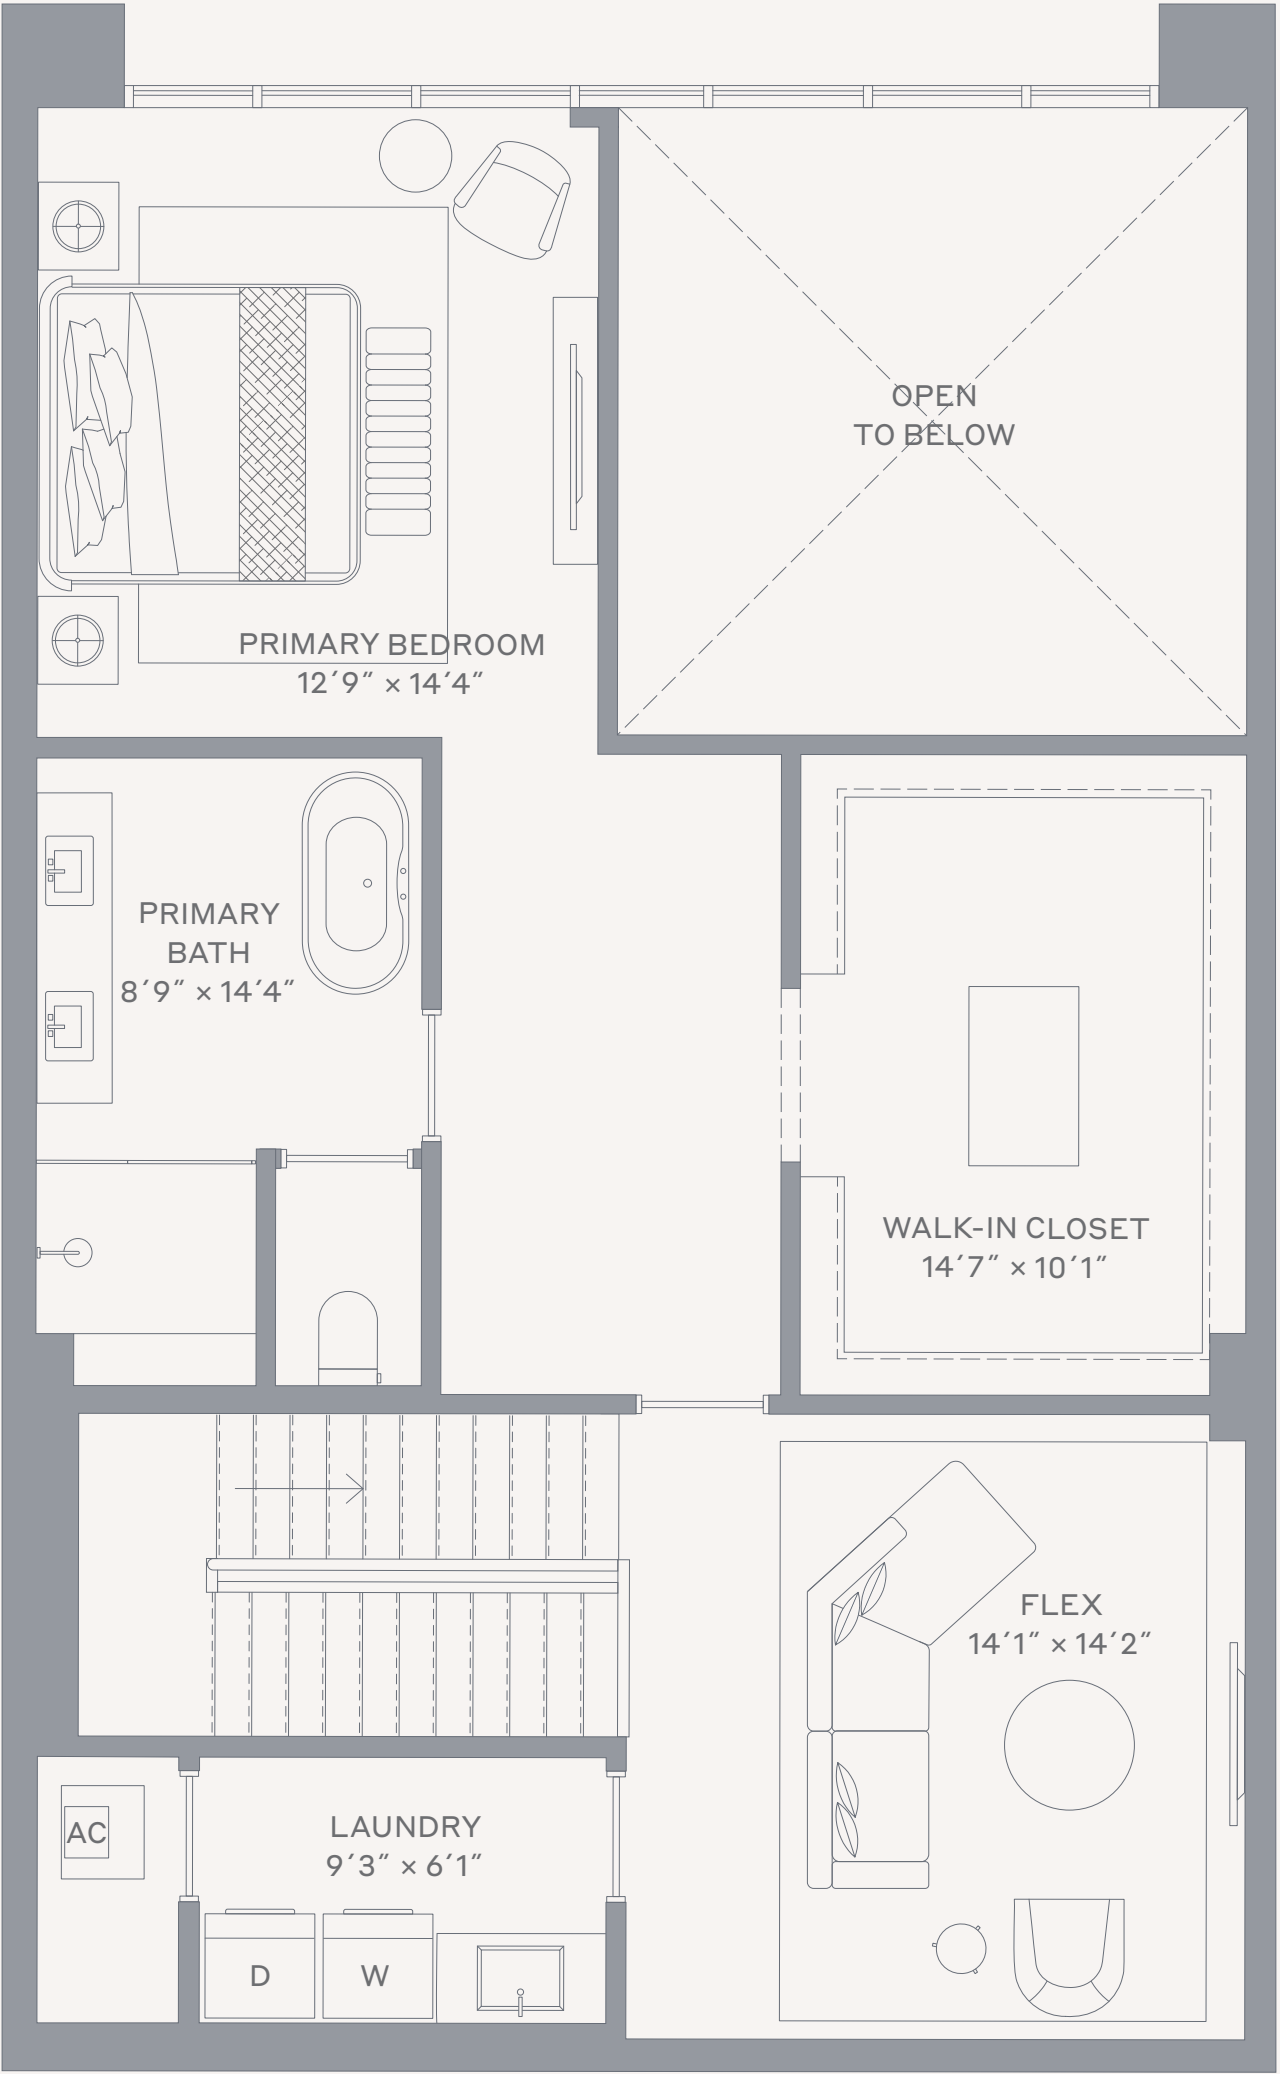 OPEN
TO BELOW
PRIMARY BEDROOM
12´9˝ × 14´4˝
PRIMARY
BATH
8´9˝ × 14´4˝
WALK-IN CLOSET
14´7˝ × 10´1˝
FLEX
14´1˝ × 14´2˝
LAUNDRY
9´3˝ × 6´1˝
AC
D
W